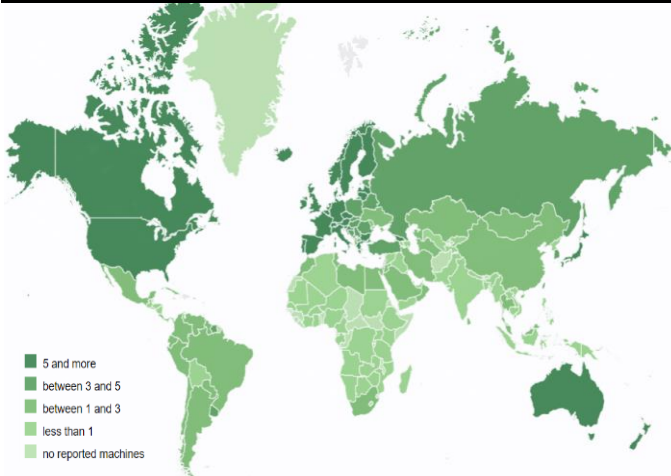 5 and more
between 3 and 5
between 1 and 3
less than 1
no reported machines